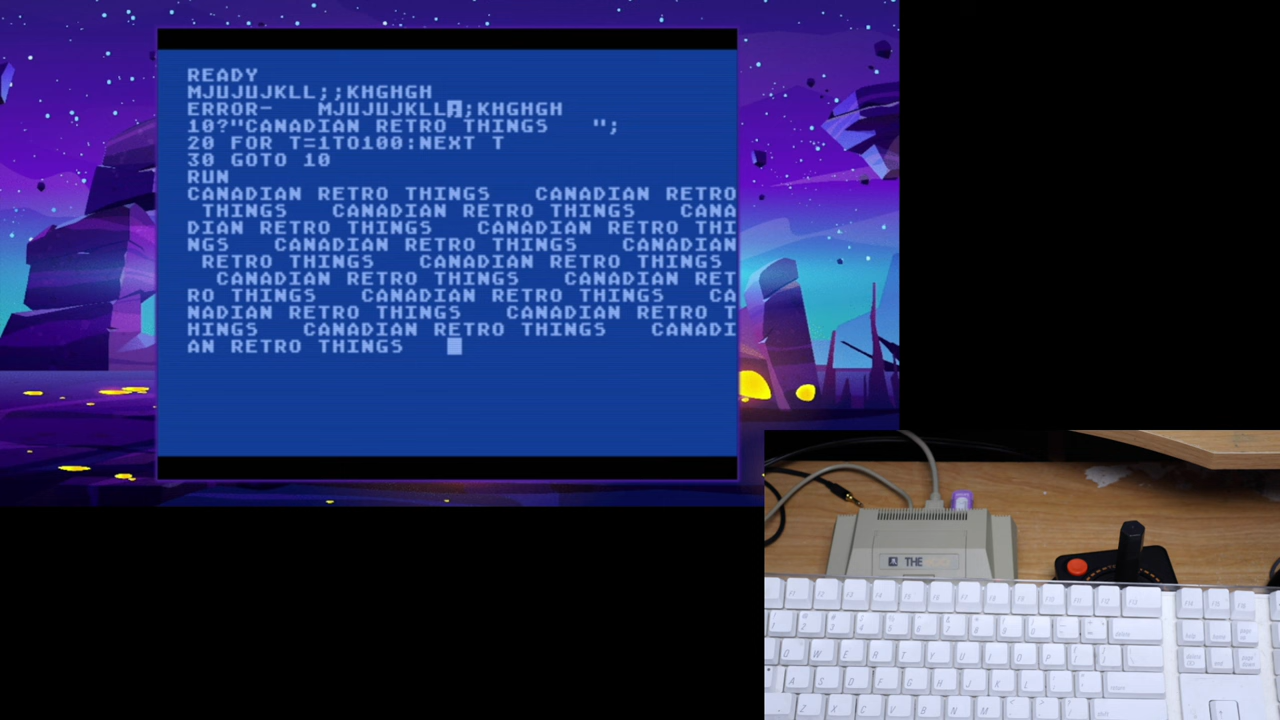 READY
MJUJUJKLL;;KHGHGH
ERROR-   MJUJUJKLL;;KHGHGH
10?"CANADIAN RETRO THINGS   ";
20 FOR T=1TO100:NEXT T
30 GOTO 10
RUN
CANADIAN RETRO THINGS   CANADIAN RETRO
 THINGS   CANADIAN RETRO THINGS   CANA
DIAN RETRO THINGS   CANADIAN RETRO THI
NGS   CANADIAN RETRO THINGS   CANADIAN
 RETRO THINGS   CANADIAN RETRO THINGS
  CANADIAN RETRO THINGS   CANADIAN RET
RO THINGS   CANADIAN RETRO THINGS   CA
NADIAN RETRO THINGS   CANADIAN RETRO T
HINGS   CANADIAN RETRO THINGS   CANADI
AN RETRO THINGS
THE